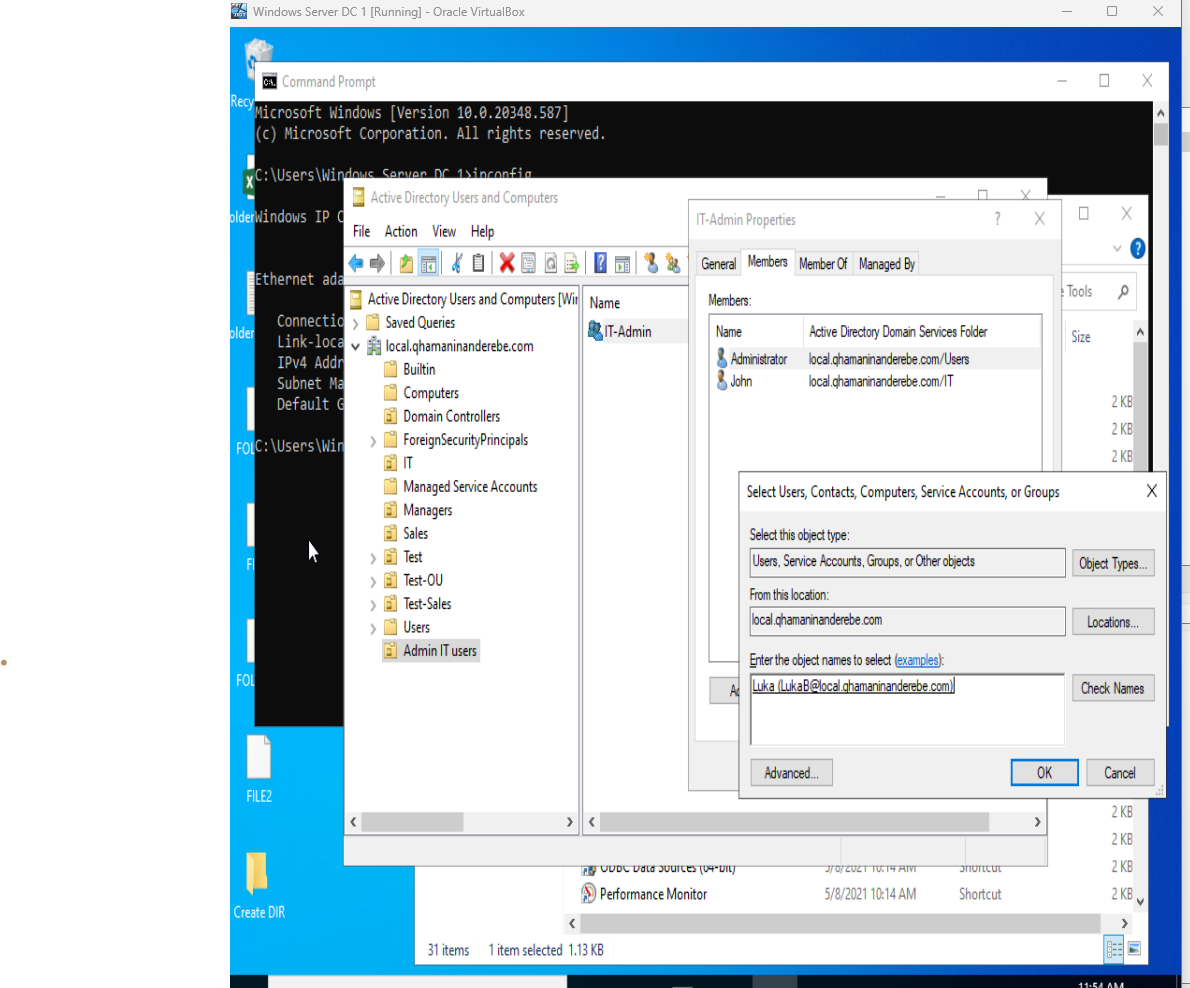 Windows Server DC 1 [Running] - Oracle VirtualBox
Recy
Command Prompt
Microsoft Windows [Version 10.0.20348.587]
(c) Microsoft Corporation. All rights reserved.
C:\Users\Windows Server DC 1>ipconfig
Windows IP C
Ethernet ada
Connectio
Link-loca
IPv4 Addr
Subnet Ma
Default G
C:\Users\Win
older
older
FOL
FI
FOL
FILE2
Create DIR
Active Directory Users and Computers
File Action View Help
Active Directory Users and Computers [Wir
Saved Queries
local.qhamaninanderebe.com
Builtin
Computers
Domain Controllers
ForeignSecurityPrincipals
IT
Managed Service Accounts
Managers
Sales
Test
Test-OU
Test-Sales
Users
Admin IT users
Name
IT-Admin
IT-Admin Properties
General Members Member Of Managed By
Members:
Name Active Directory Domain Services Folder
Administrator local.qhamaninanderebe.com/Users
John local.qhamaninanderebe.com/IT
Ad
Select Users, Contacts, Computers, Service Accounts, or Groups
Select this object type:
Users, Service Accounts, Groups, or Other objects
Object Types...
From this location:
local.qhamaninanderebe.com
Locations...
Enter the object names to select (examples):
Luka (LukaB@local.qhamaninanderebe.com)
Check Names
Advanced...
OK
Cancel
e Tools
Size
2 KB
2 KB
2 KB
2 KB
2 KB
ODBC Data Sources (64-bit) 5/8/2021 10:14 AM Shortcut 2 KB
Performance Monitor 5/8/2021 10:14 AM Shortcut 2 KB
31 items 1 item selected 1.13 KB
11:54 AM